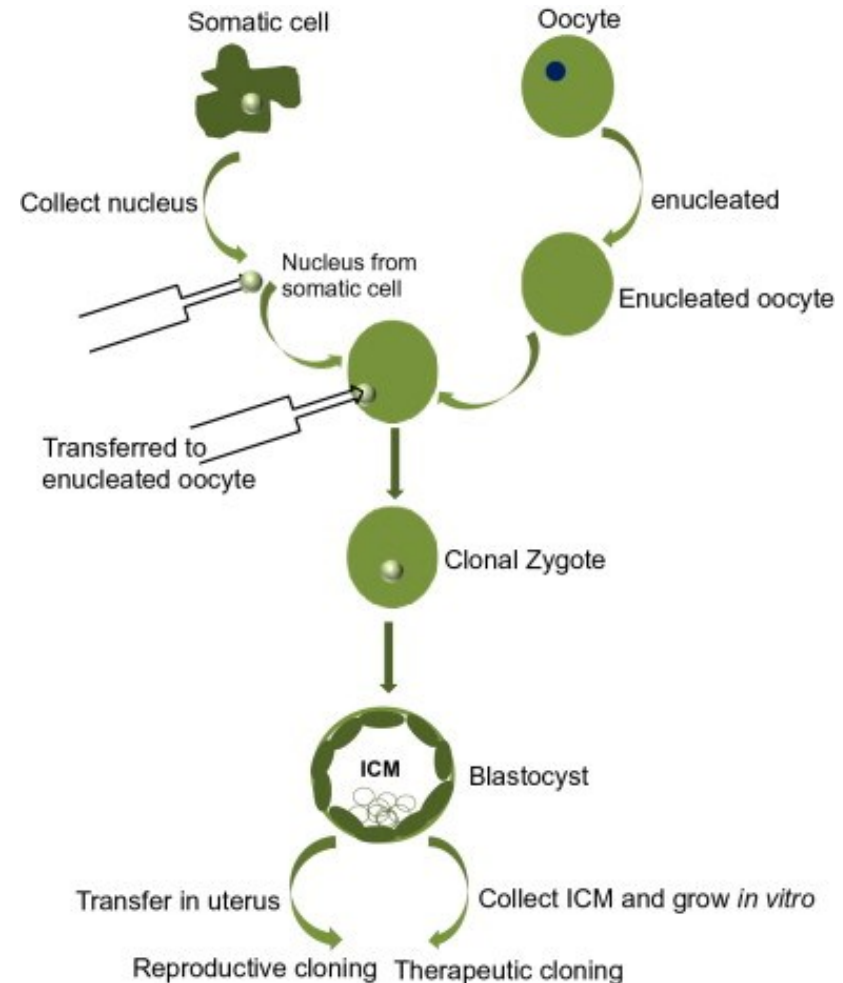 Somatic cell
Oocyte
Collect nucleus
enucleated
Nucleus from
somatic cell
Enucleated oocyte
Transferred to
enucleated oocyte
Clonal Zygote
ICM
Blastocyst
Transfer in uterus
Collect ICM and grow in vitro
Reproductive cloning
Therapeutic cloning